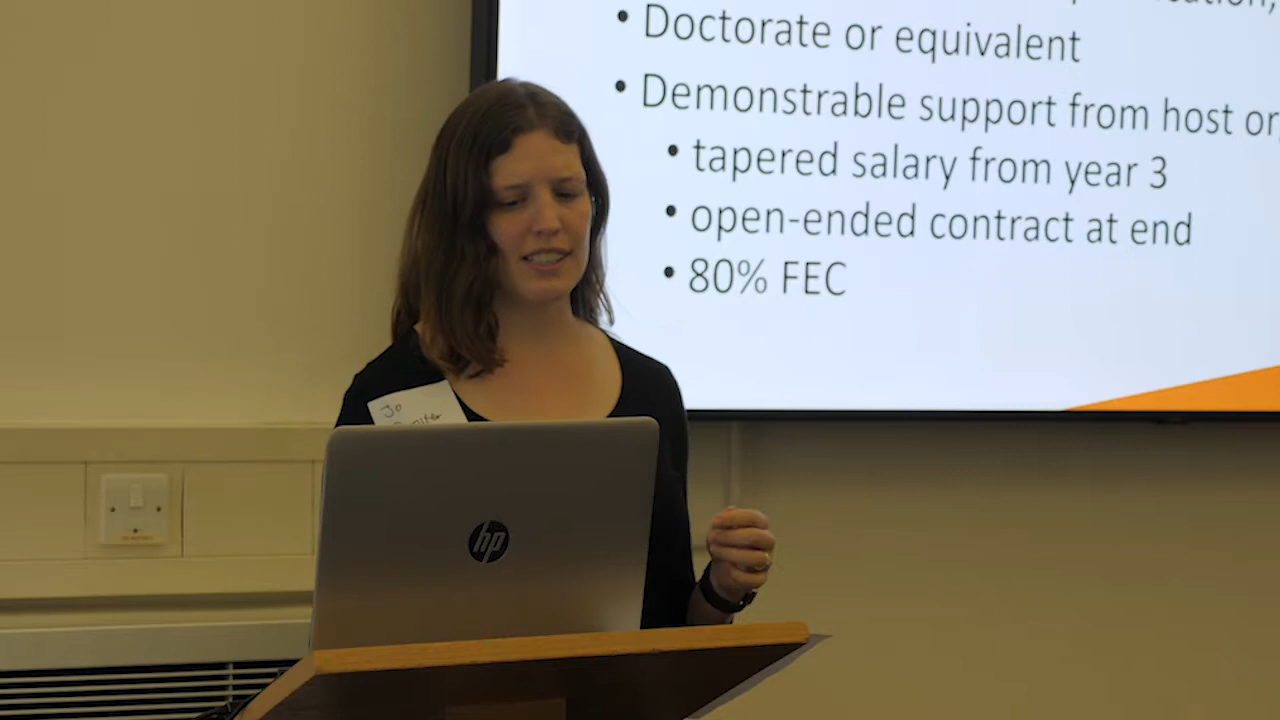 • Doctorate or equivalent
• Demonstrable support from host or
• tapered salary from year 3
• open-ended contract at end
• 80% FEC
Jo
hp